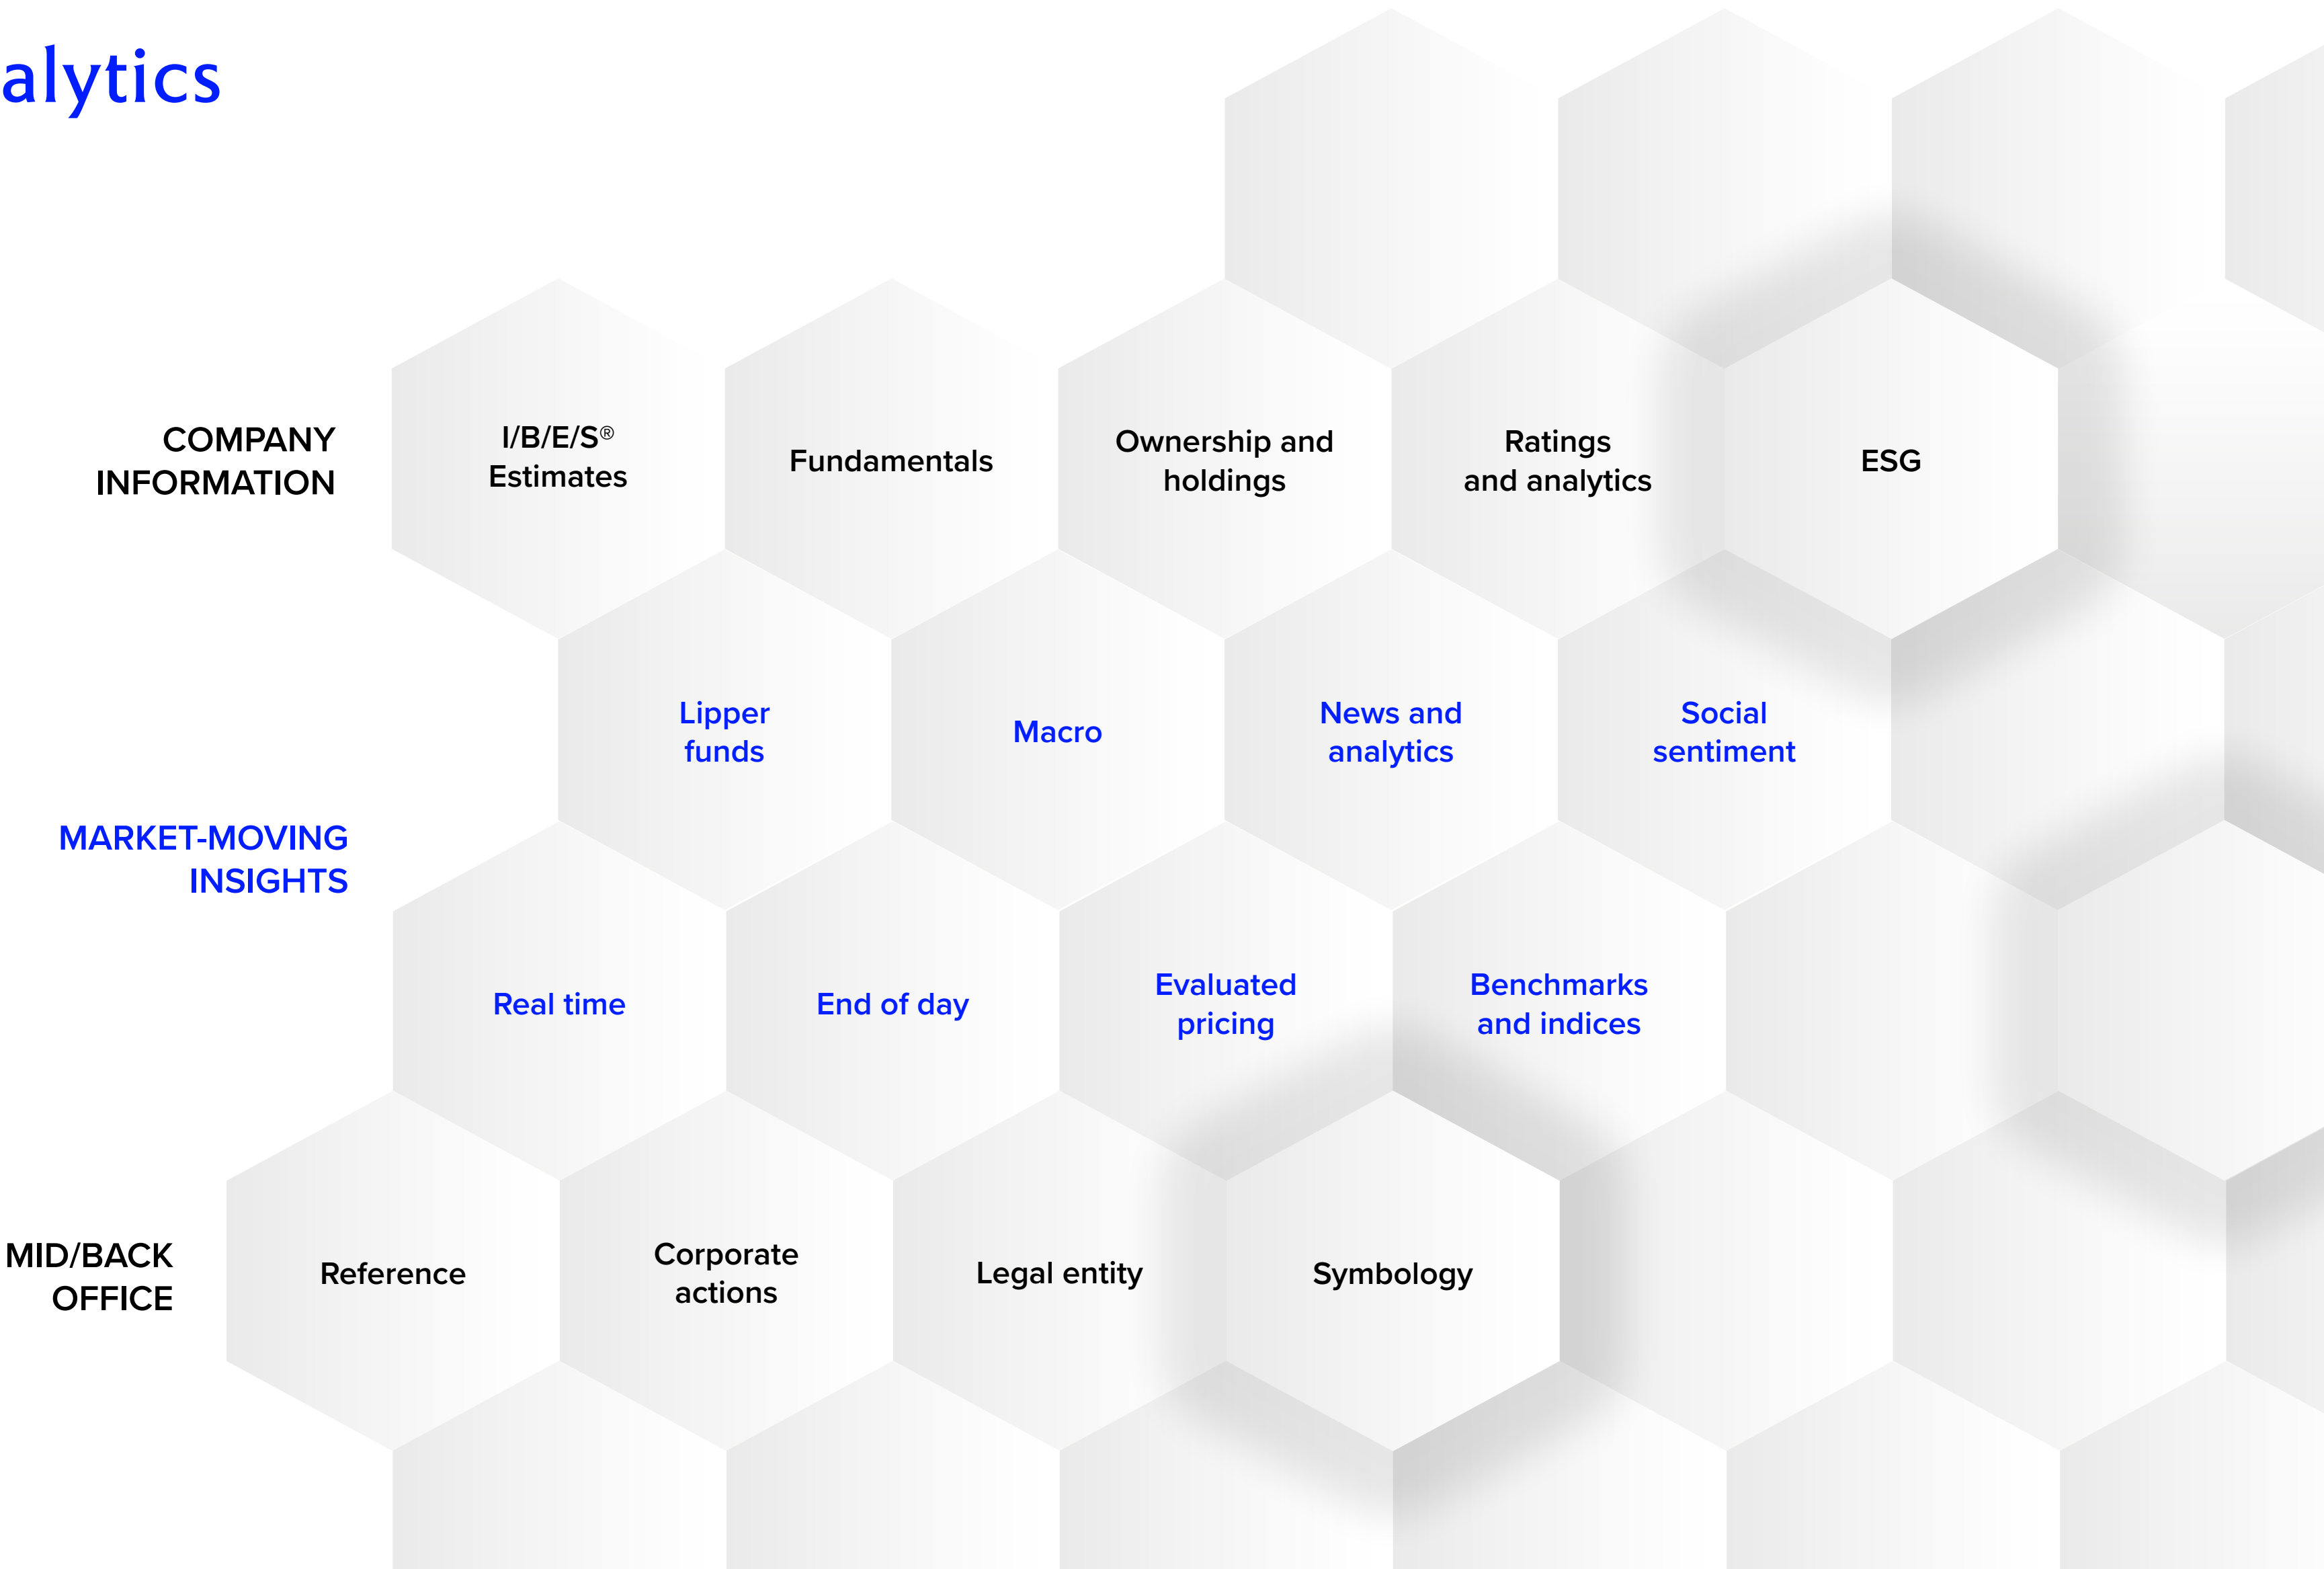 alytics
COMPANY
INFORMATION
I/B/E/S®
Estimates
Fundamentals
Ownership and
holdings
Ratings
and analytics
ESG
MARKET-MOVING
INSIGHTS
Lipper
funds
Macro
News and
analytics
Social
sentiment
Real time
End of day
Evaluated
pricing
Benchmarks
and indices
MID/BACK
OFFICE
Reference
Corporate
actions
Legal entity
Symbology